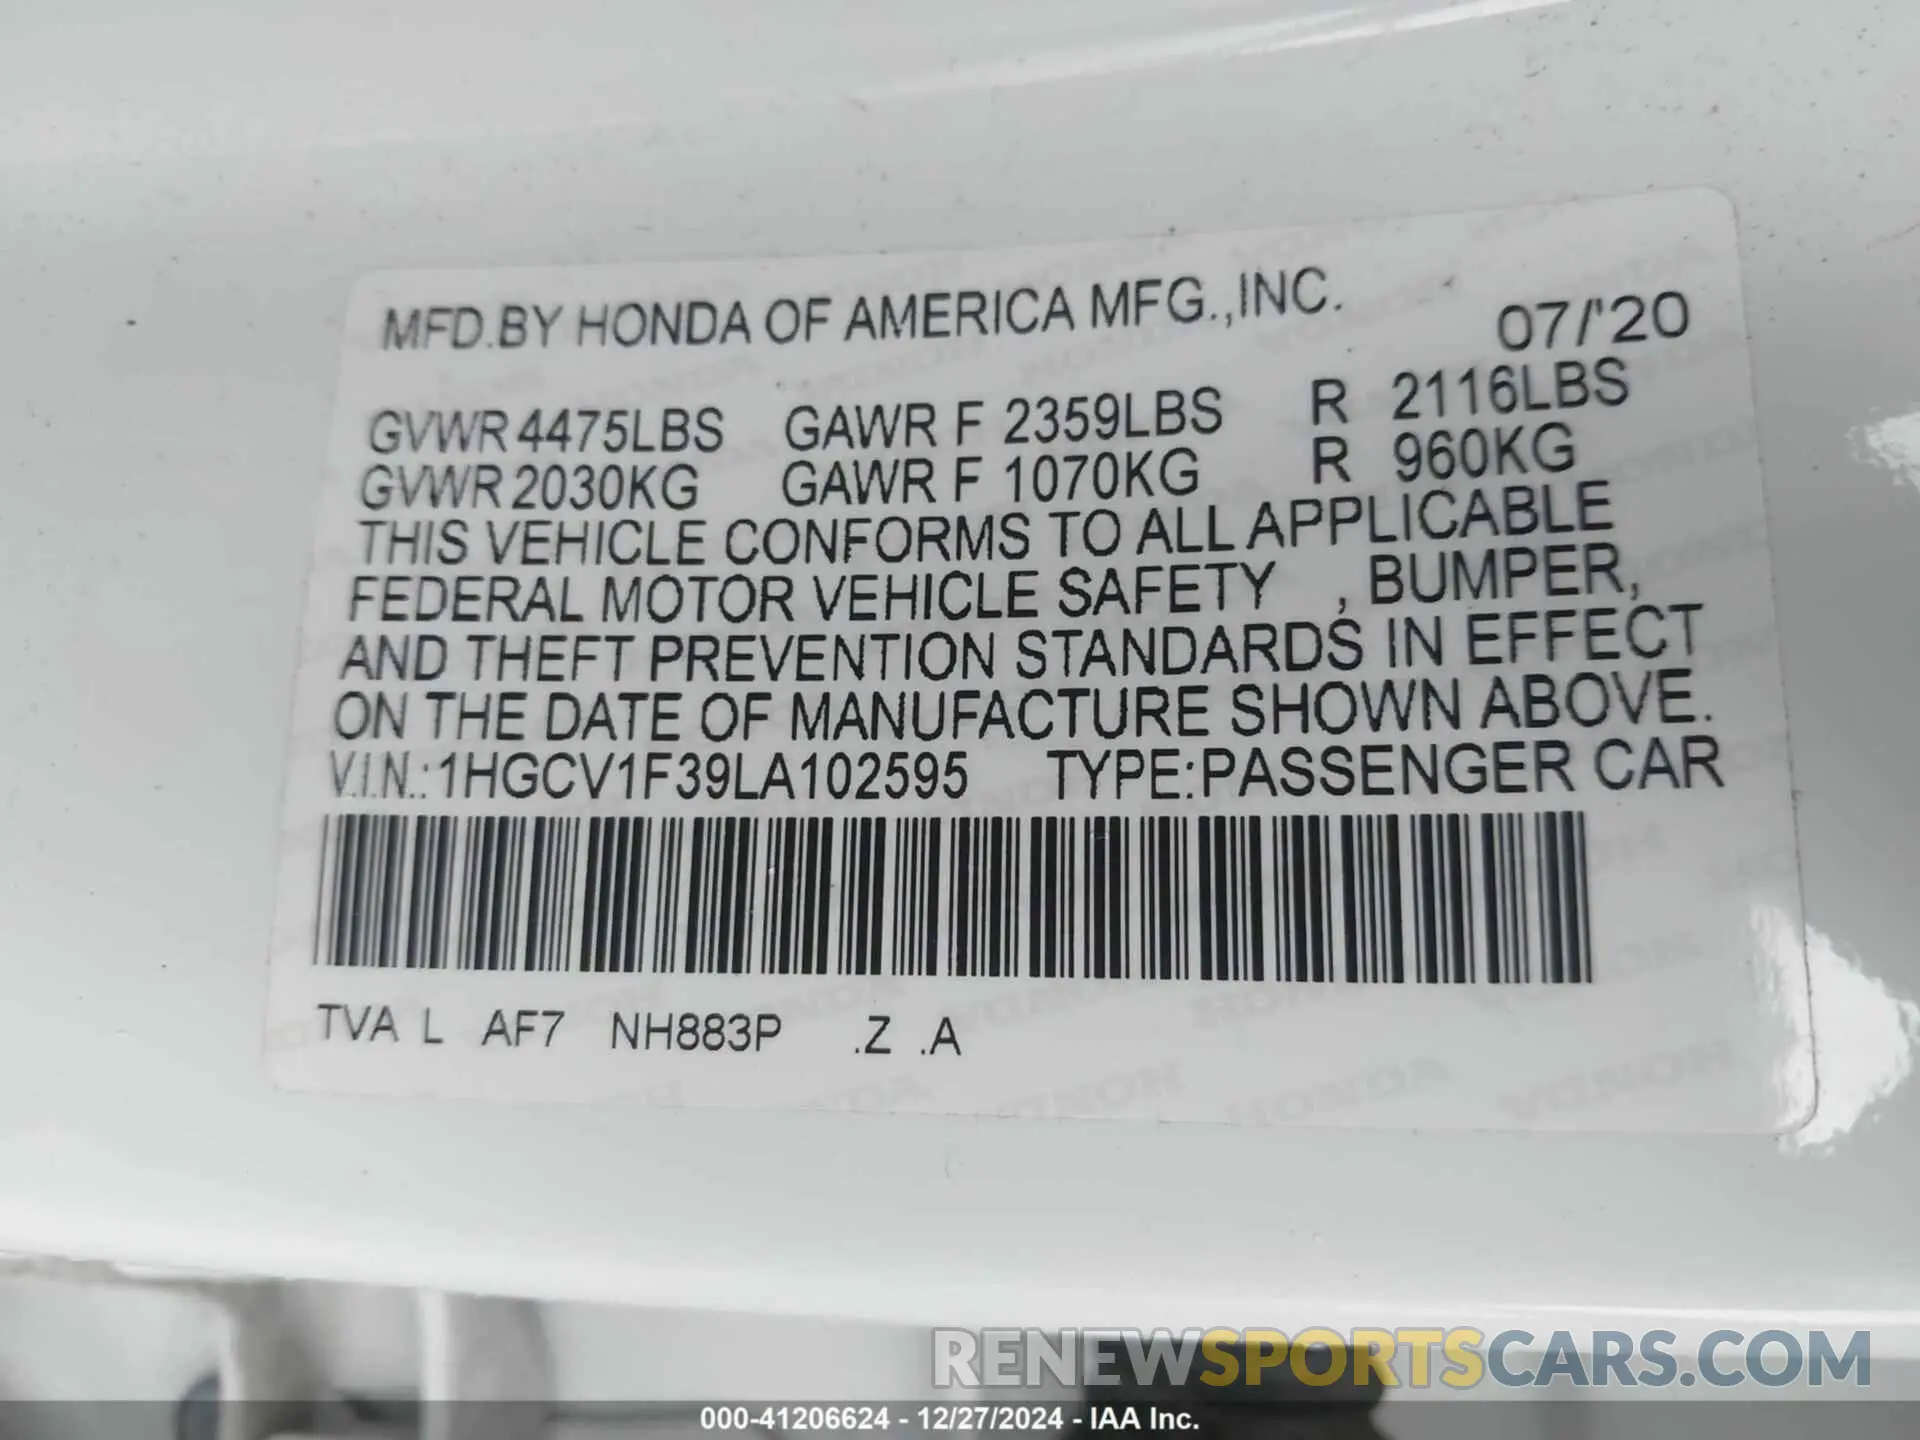 MFD.BY HONDA OF AMERICA MFG.,INC. 07/'20
GVWR 4475LBS GAWR F 2359LBS R 2116LBS
GVWR 2030KG GAWR F 1070KG R 960KG
THIS VEHICLE CONFORMS TO ALL APPLICABLE
FEDERAL MOTOR VEHICLE SAFETY , BUMPER,
AND THEFT PREVENTION STANDARDS IN EFFECT
ON THE DATE OF MANUFACTURE SHOWN ABOVE.
V.I.N.:1HGCV1F39LA102595 TYPE:PASSENGER CAR
TVA L AF7 NH883P .Z .A
RENEWSPORTSCARS.COM
000-41206624 - 12/27/2024 - IAA Inc.